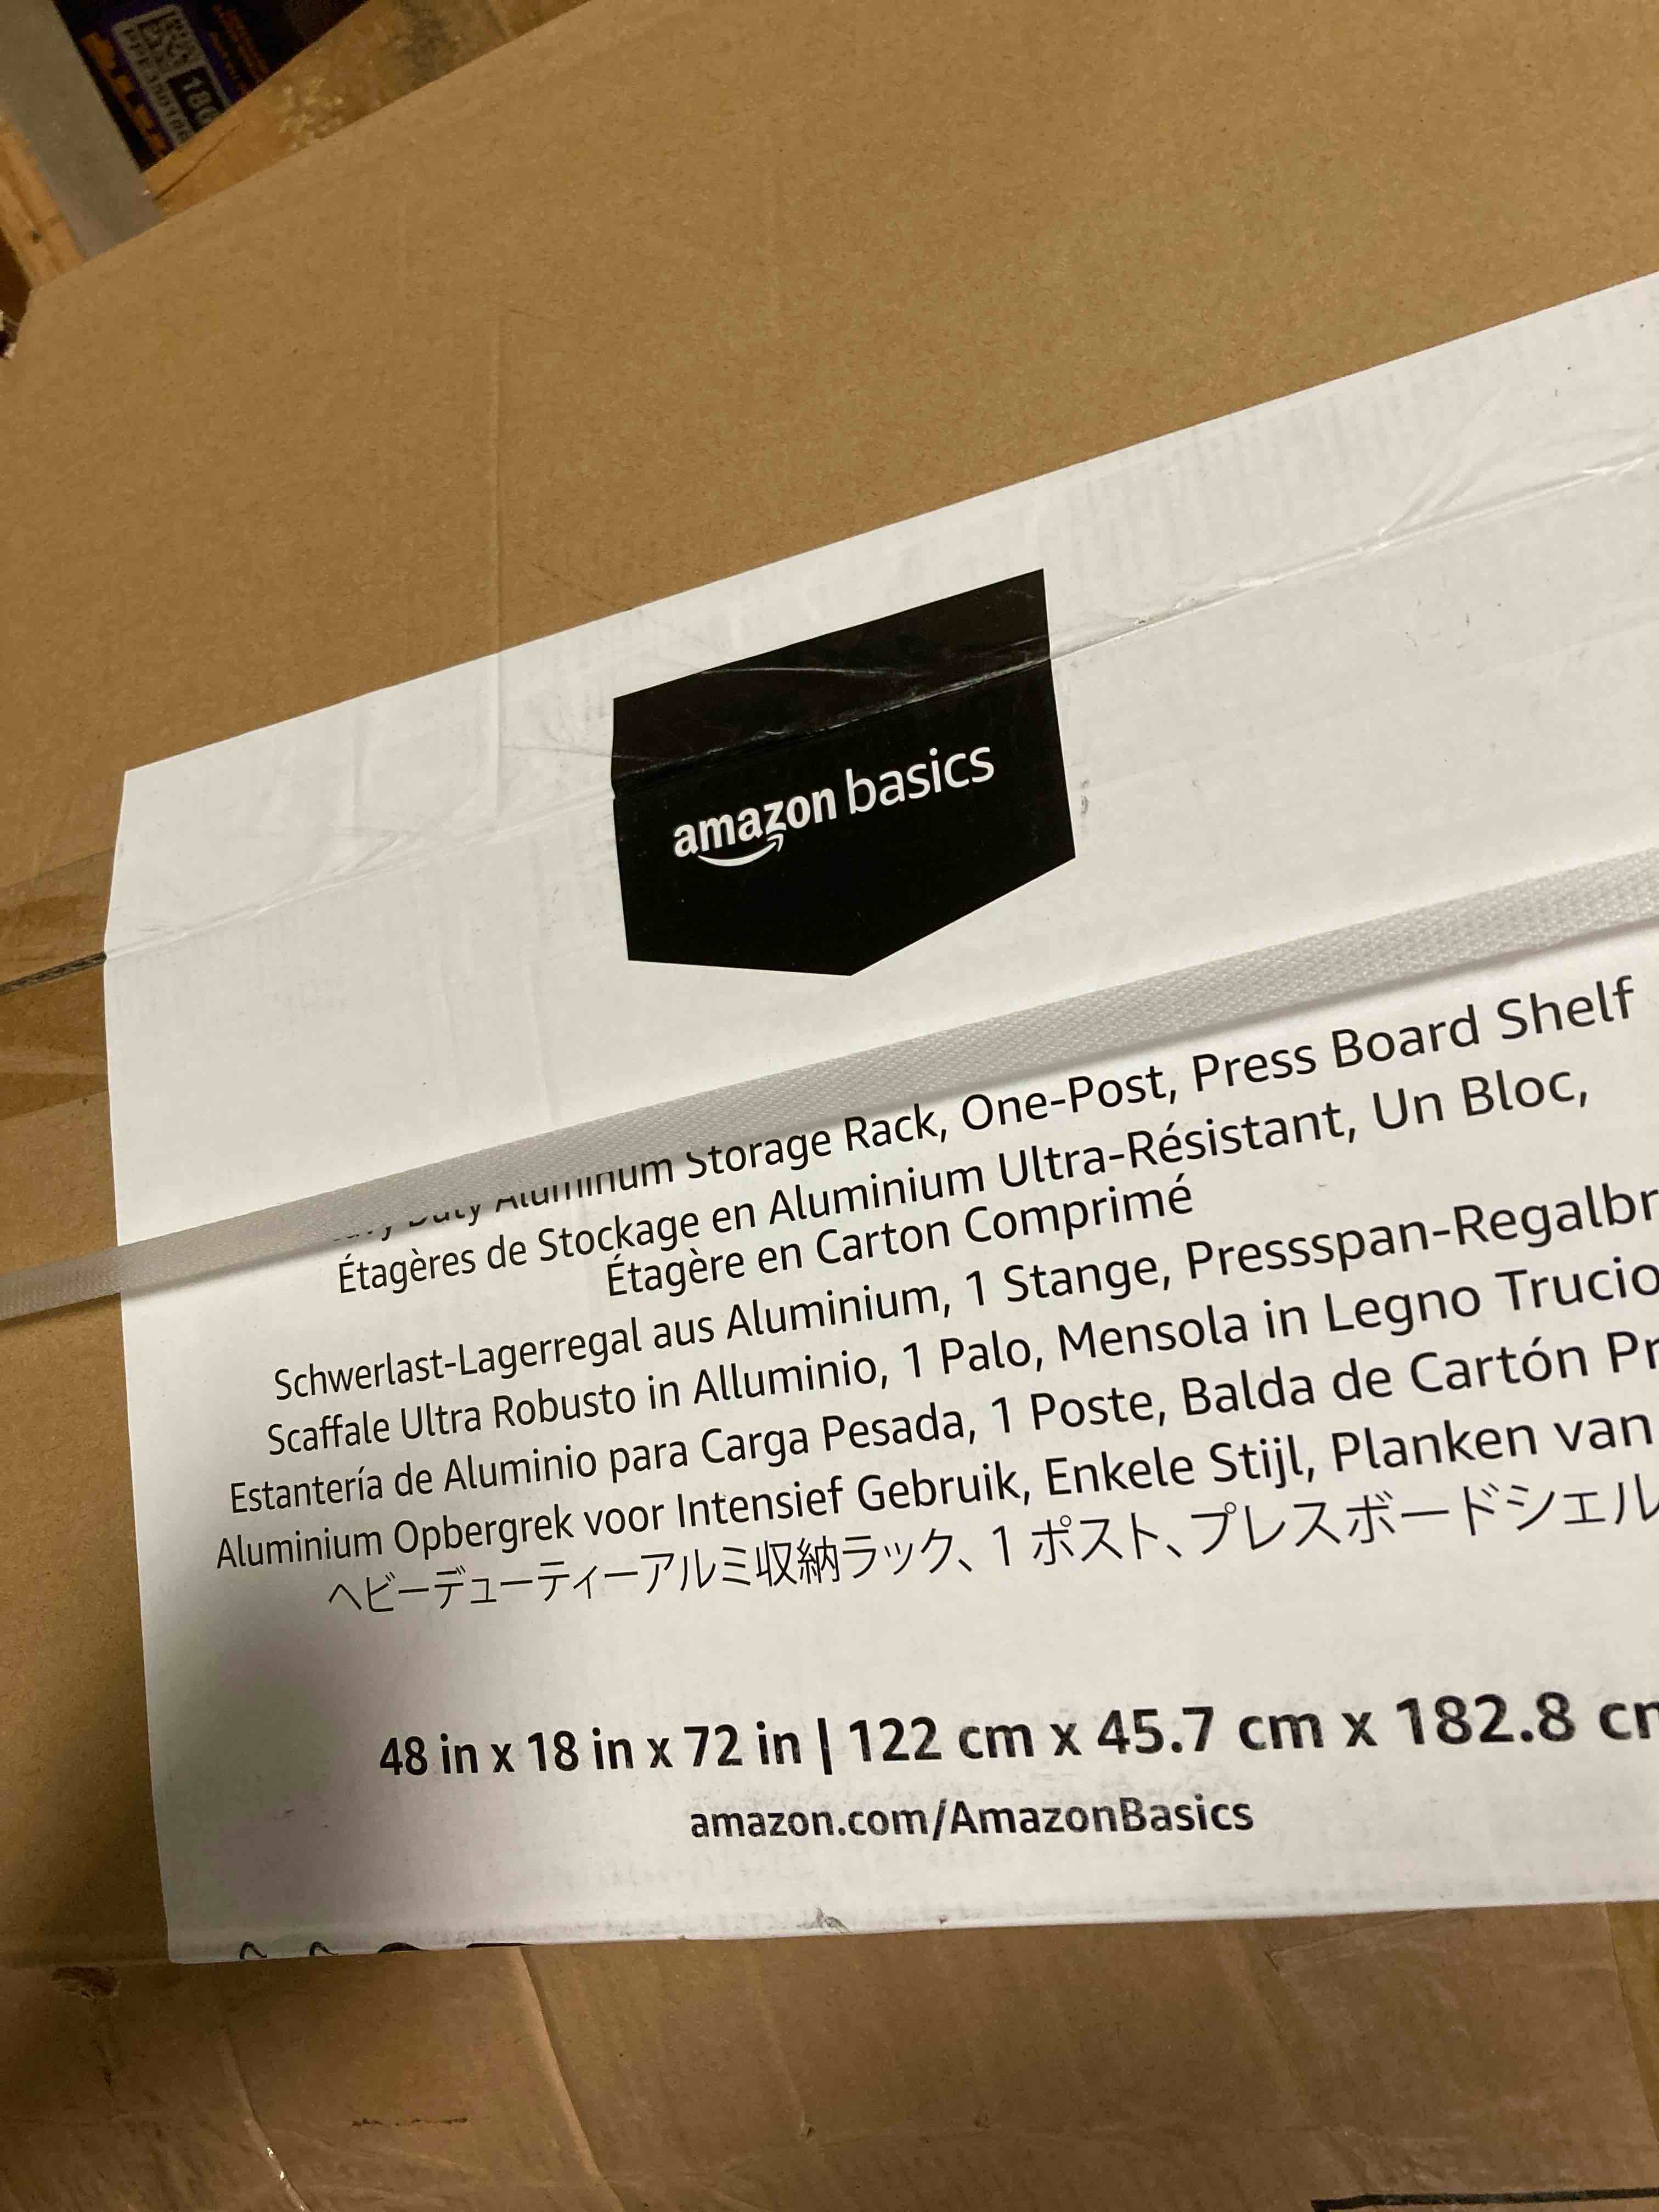 180
amazon basics
Duty Aluminum Storage Rack, One-Post, Press Board Shelf
Étagères de Stockage en Aluminium Ultra-Résistant, Un Bloc,
Étagère en Carton Comprimé
Schwerlast-Lagerregal aus Aluminium, 1 Stange, Pressspan-Regalbr
Scaffale Ultra Robusto in Alluminio, 1 Palo, Mensola in Legno Trucio
Estantería de Aluminio para Carga Pesada, 1 Poste, Balda de Cartón Pr
Aluminium Opbergrek voor Intensief Gebruik, Enkele Stijl, Planken van
ヘビーデューティーアルミ収納ラック、1 ポスト、プレスボードシェル
48 in x 18 in x 72 in | 122 cm x 45.7 cm x 182.8 cm
amazon.com/AmazonBasics